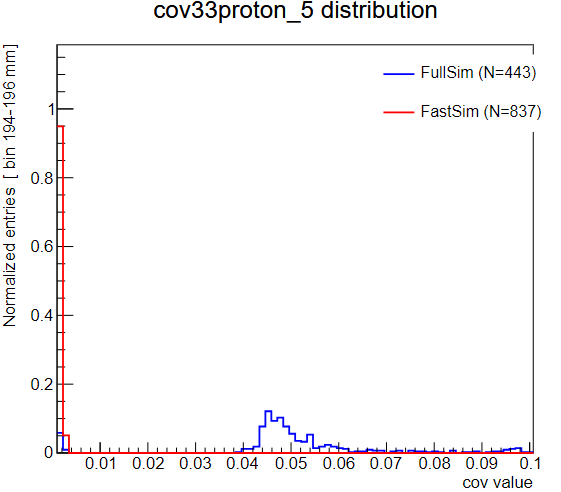 cov33proton_5 distribution
Normalized entries [ bin 194-196 mm]
FullSim (N=443)
FastSim (N=837)
1
0.8
0.6
0.4
0.2
0
0.01 0.02 0.03 0.04 0.05 0.06 0.07 0.08 0.09 0.1
cov value